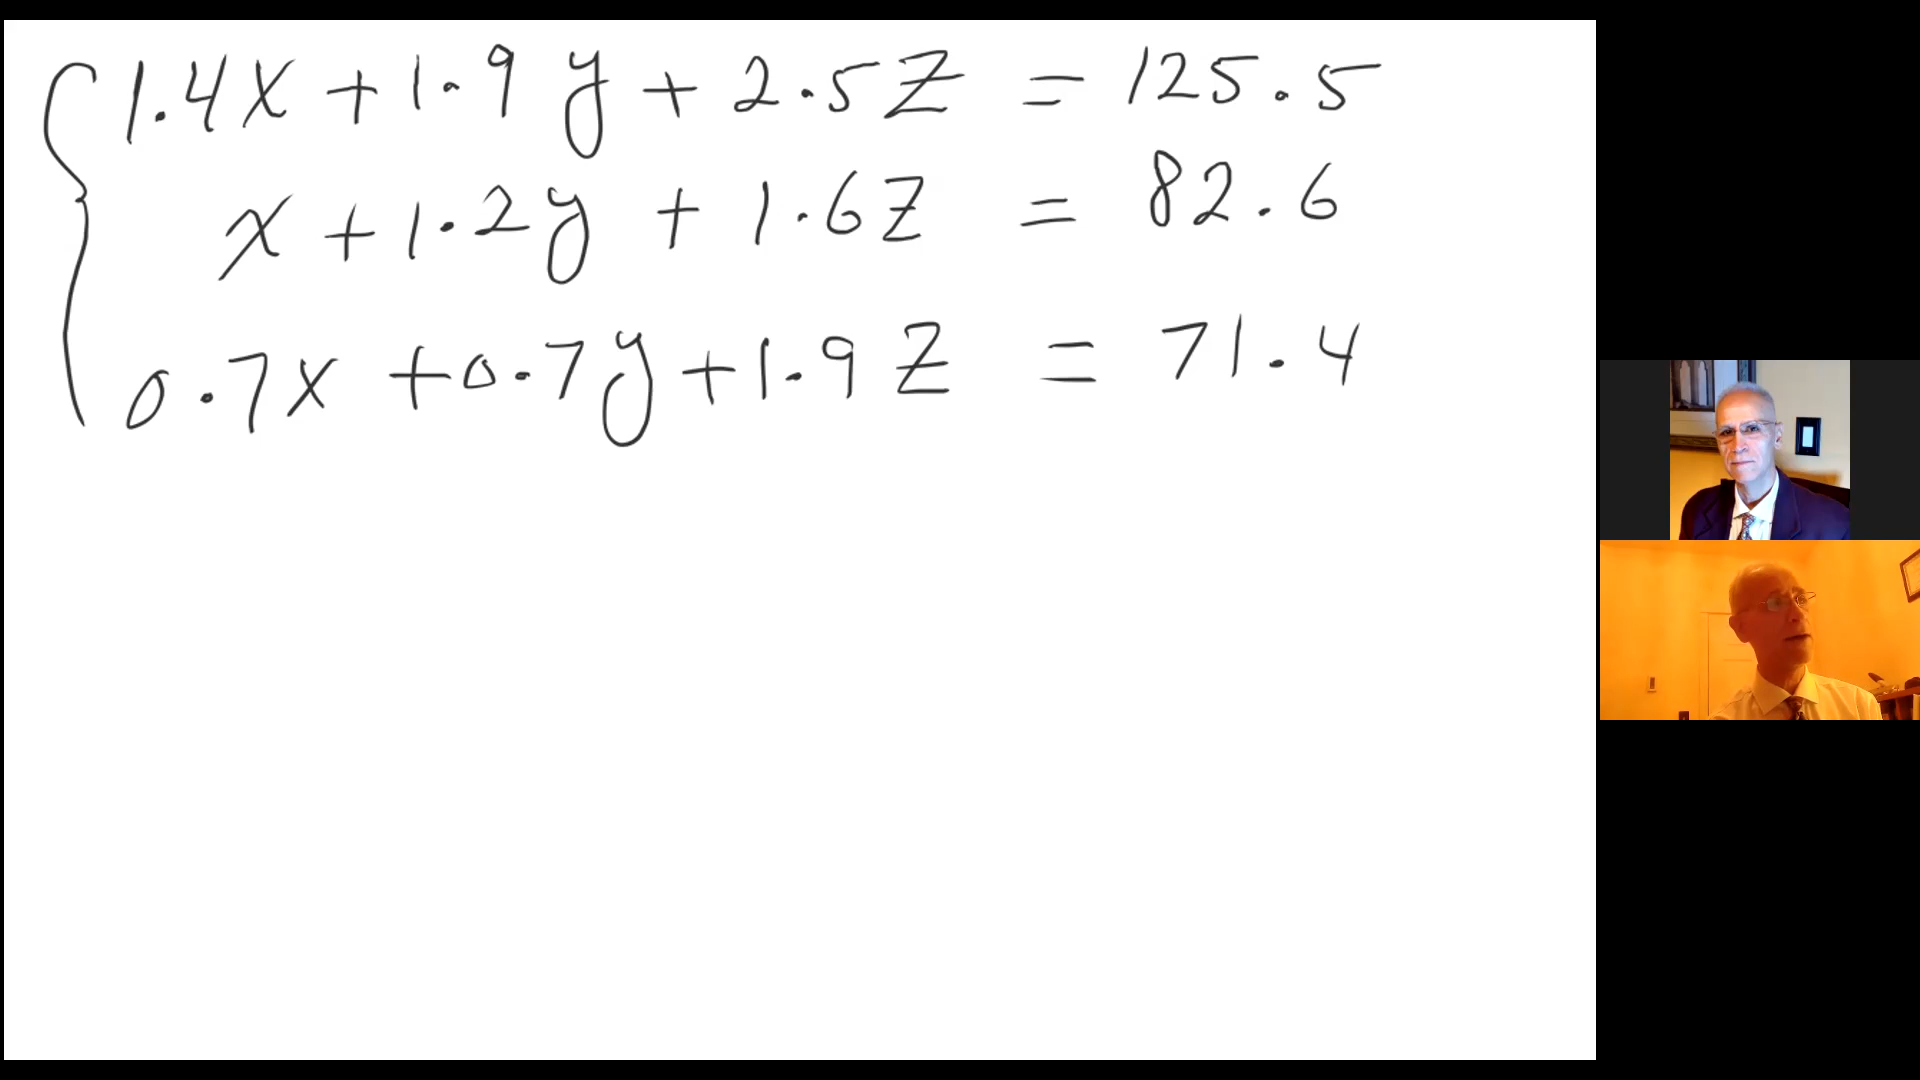 1.4x + 1.9y + 2.5z = 125.5
x + 1.2y + 1.6z = 82.6
0.7x + 0.7y + 1.9z = 71.4